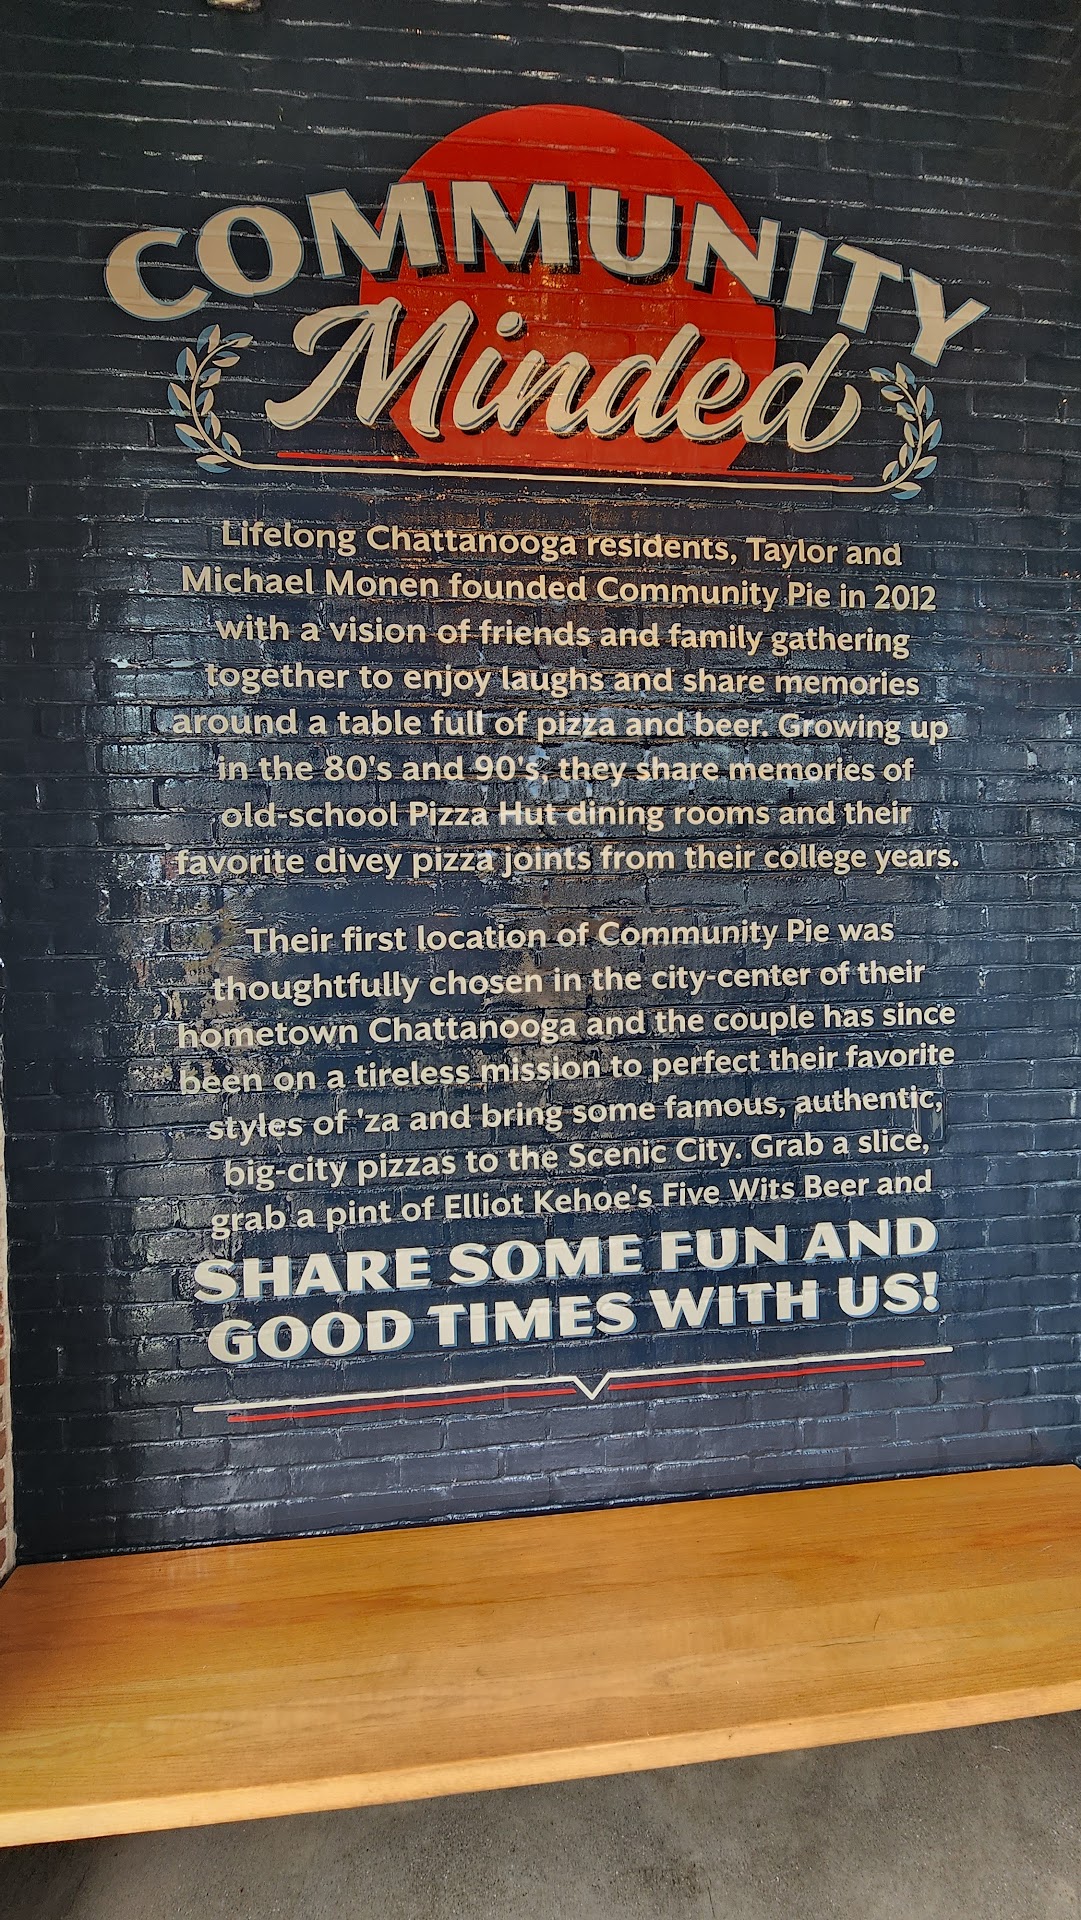 COMMUNITY
Minded
Lifelong Chattanooga residents, Taylor and
Michael Monen founded Community Pie in 2012
with a vision of friends and family gathering
together to enjoy laughs and share memories
around a table full of pizza and beer. Growing up
in the 80's and 90's, they share memories of
old-school Pizza Hut dining rooms and their
favorite divey pizza joints from their college years.
Their first location of Community Pie was
thoughtfully chosen in the city-center of their
hometown Chattanooga and the couple has since
been on a tireless mission to perfect their favorite
styles of 'za and bring some famous, authentic,
big-city pizzas to the Scenic City. Grab a slice,
grab a pint of Elliot Kehoe's Five Wits Beer and
SHARE SOME FUN AND
GOOD TIMES WITH US!